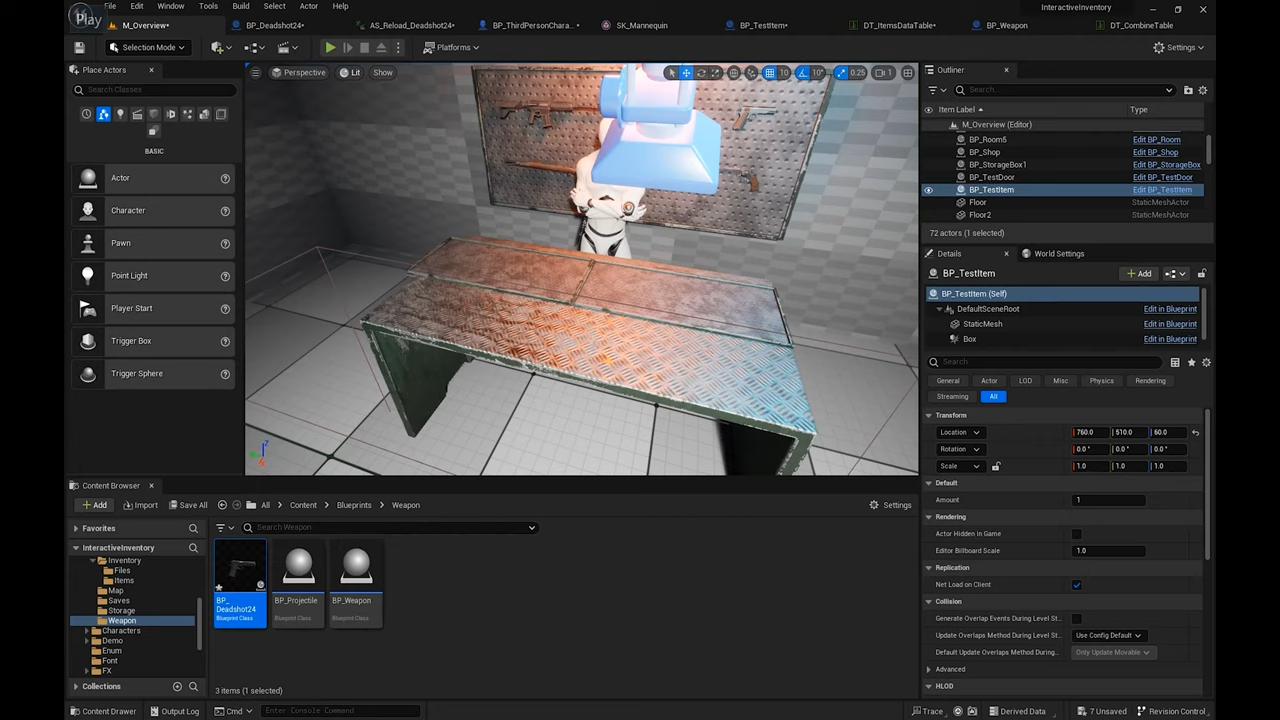 Play
File
Edit
Window
Tools
Build
Select
Actor
Help
InteractiveInventory
M_Overview*
BP_Deadshot24*
AS_Reload_Deadshot24*
BP_ThirdPersonChara...
SK_Mannequin
BP_TestItem*
DT_ItemsDataTable*
BP_Weapon
DT_CombineTable
Selection Mode
Platforms
Settings
Place Actors
Search Classes
BASIC
Actor
Character
Pawn
Point Light
Player Start
Trigger Box
Trigger Sphere
Perspective
Lit
Show
10
10°
0.25
1
Outliner
Search...
Item Label
Type
M_Overview (Editor)
BP_Room5 Edit BP_Room
BP_Shop Edit BP_Shop
BP_StorageBox1 Edit BP_StorageBox
BP_TestDoor Edit BP_TestDoor
BP_TestItem Edit BP_TestItem
Floor StaticMeshActor
Floor2 StaticMeshActor
72 actors (1 selected)
Details
World Settings
BP_TestItem
Add
BP_TestItem (Self)
DefaultSceneRoot Edit in Blueprint
StaticMesh Edit in Blueprint
Box Edit in Blueprint
Search
General Actor LOD Misc Physics Rendering
Streaming All
Transform
Location 760.0 510.0 60.0
Rotation 0.0° 0.0° 0.0°
Scale 1.0 1.0 1.0
Default
Amount 1
Rendering
Actor Hidden In Game
Editor Billboard Scale 1.0
Replication
Net Load on Client
Collision
Generate Overlap Events During Level St
Update Overlaps Method During Level St Use Config Default
Default Update Overlaps Method During Only Update Movable
Advanced
HLOD
Content Browser
Add
Import
Save All
All
Content
Blueprints
Weapon
Settings
Favorites
InteractiveInventory
Inventory
Files
Items
Map
Saves
Storage
Weapon
Characters
Demo
Enum
Font
FX
Collections
Search Weapon
BP_
Deadshot24
Blueprint Class
BP_Projectile
Blueprint Class
BP_Weapon
Blueprint Class
3 items (1 selected)
Content Drawer
Output Log
Cmd
Enter Console Command
Trace
Derived Data
7 Unsaved
Revision Control